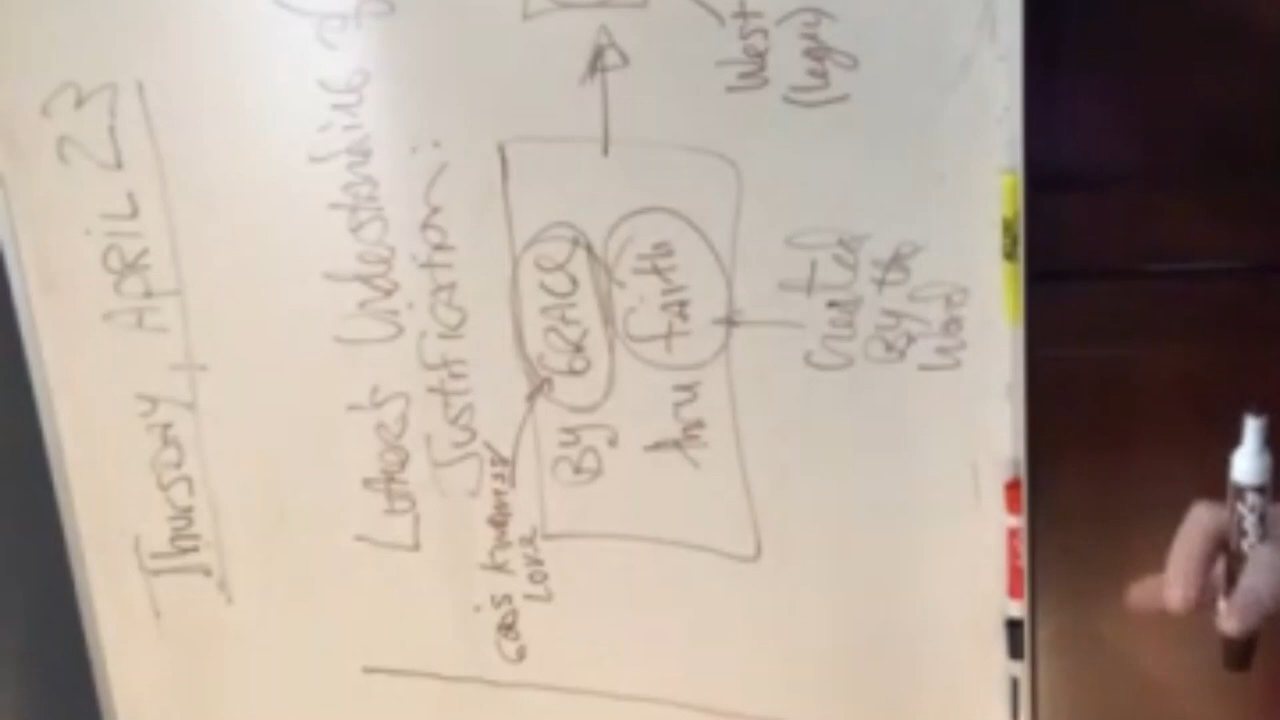 THURSDAY, APRIL 23
Luther's Understanding of
Justification:
God's
Love
By GRACE
thru faith
Created
By the
Word
West
(legal)
EXPO